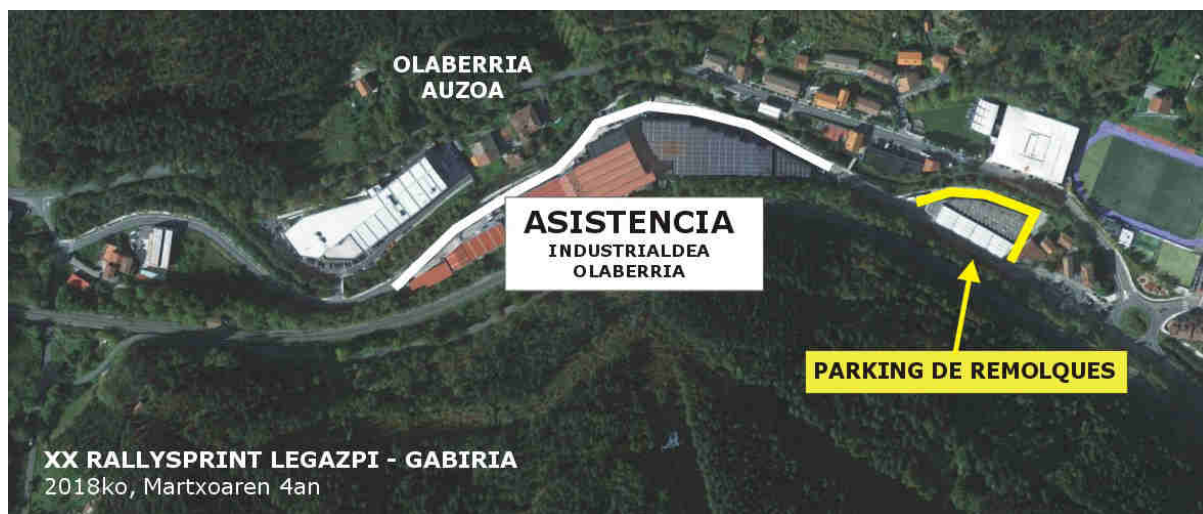 OLABERRIA
AUZOA
ASISTENCIA
INDUSTRIALDEA
OLABERRIA
PARKING DE REMOLQUES
XX RALLYSPRINT LEGAZPI - GABIRIA
2018ko, Martxoaren 4an